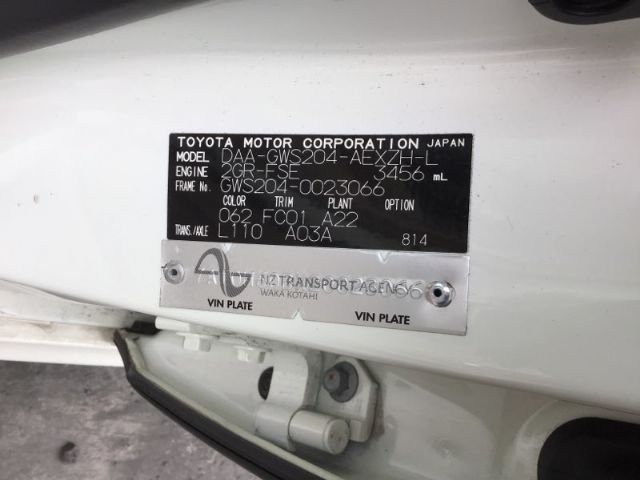 TOYOTA MOTOR CORPORATION JAPAN
MODEL DAA-GWS204-AEXZH-L
ENGINE 2GR-FSE 3456 mL
FRAME No. GWS204-0023066
COLOR TRIM PLANT OPTION
062 FC01 A22
TRANS./AXLE L110 A03A 814
NZ TRANSPORT AGENCY
WAKA KOTAHI
VIN PLATE VIN PLATE